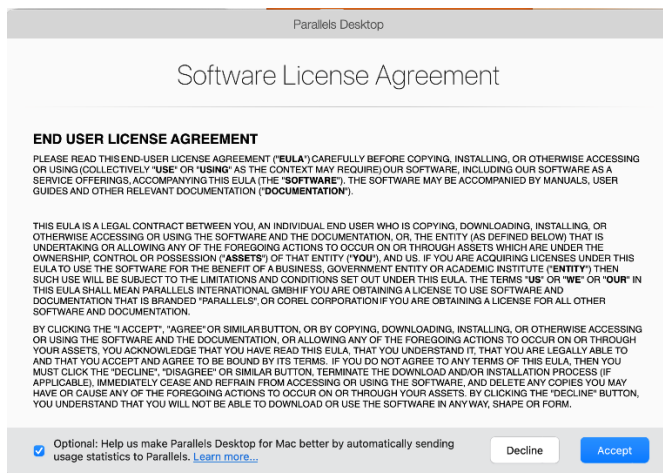 Parallels Desktop
Software License Agreement
END USER LICENSE AGREEMENT
PLEASE READ THIS END-USER LICENSE AGREEMENT ("EULA") CAREFULLY BEFORE COPYING, INSTALLING, OR OTHERWISE ACCESSING
OR USING (COLLECTIVELY "USE" OR "USING" AS THE CONTEXT MAY REQUIRE) OUR SOFTWARE, INCLUDING OUR SOFTWARE AS A
SERVICE OFFERINGS, ACCOMPANYING THIS EULA (THE "SOFTWARE"). THE SOFTWARE MAY BE ACCOMPANIED BY MANUALS, USER
GUIDES AND OTHER RELEVANT DOCUMENTATION ("DOCUMENTATION").
THIS EULA IS A LEGAL CONTRACT BETWEEN YOU, AN INDIVIDUAL END USER WHO IS COPYING, DOWNLOADING, INSTALLING, OR
OTHERWISE ACCESSING OR USING THE SOFTWARE AND THE DOCUMENTATION, OR, THE ENTITY (AS DEFINED BELOW) THAT IS
UNDERTAKING OR ALLOWING ANY OF THE FOREGOING ACTIONS TO OCCUR ON OR THROUGH ASSETS WHICH ARE UNDER THE
OWNERSHIP, CONTROL OR POSSESSION ("ASSETS") OF THAT ENTITY ("YOU"), AND US. IF YOU ARE ACQUIRING LICENSES UNDER THIS
EULA TO USE THE SOFTWARE FOR THE BENEFIT OF A BUSINESS, GOVERNMENT ENTITY OR ACADEMIC INSTITUTE ("ENTITY") THEN
SUCH USE WILL BE SUBJECT TO THE LIMITATIONS AND CONDITIONS SET OUT UNDER THIS EULA. THE TERMS "US" OR "WE" OR "OUR" IN
THIS EULA SHALL MEAN PARALLELS INTERNATIONAL GMBH IF YOU ARE OBTAINING A LICENSE TO USE SOFTWARE AND
DOCUMENTATION THAT IS BRANDED "PARALLELS", OR COREL CORPORATION IF YOU ARE OBTAINING A LICENSE FOR ALL OTHER
SOFTWARE AND DOCUMENTATION.
BY CLICKING THE "I ACCEPT", "AGREE" OR SIMILAR BUTTON, OR BY COPYING, DOWNLOADING, INSTALLING, OR OTHERWISE ACCESSING
OR USING THE SOFTWARE AND THE DOCUMENTATION, OR ALLOWING ANY OF THE FOREGOING ACTIONS TO OCCUR ON OR THROUGH
YOUR ASSETS, YOU ACKNOWLEDGE THAT YOU HAVE READ THIS EULA, THAT YOU UNDERSTAND IT, THAT YOU ARE LEGALLY ABLE TO
AND THAT YOU ACCEPT AND AGREE TO BE BOUND BY ITS TERMS. IF YOU DO NOT AGREE TO ANY TERMS OF THIS EULA, THEN YOU
MUST CLICK THE "DECLINE", "DISAGREE" OR SIMILAR BUTTON, TERMINATE THE DOWNLOAD AND/OR INSTALLATION PROCESS (IF
APPLICABLE), IMMEDIATELY CEASE AND REFRAIN FROM ACCESSING OR USING THE SOFTWARE, AND DELETE ANY COPIES YOU MAY
HAVE OR CAUSE ANY OF THE FOREGOING ACTIONS TO OCCUR ON OR THROUGH YOUR ASSETS. BY CLICKING THE "DECLINE" BUTTON,
YOU UNDERSTAND THAT YOU WILL NOT BE ABLE TO DOWNLOAD OR USE THE SOFTWARE IN ANY WAY, SHAPE OR FORM.
Optional: Help us make Parallels Desktop for Mac better by automatically sending
usage statistics to Parallels. Learn more...
Decline
Accept